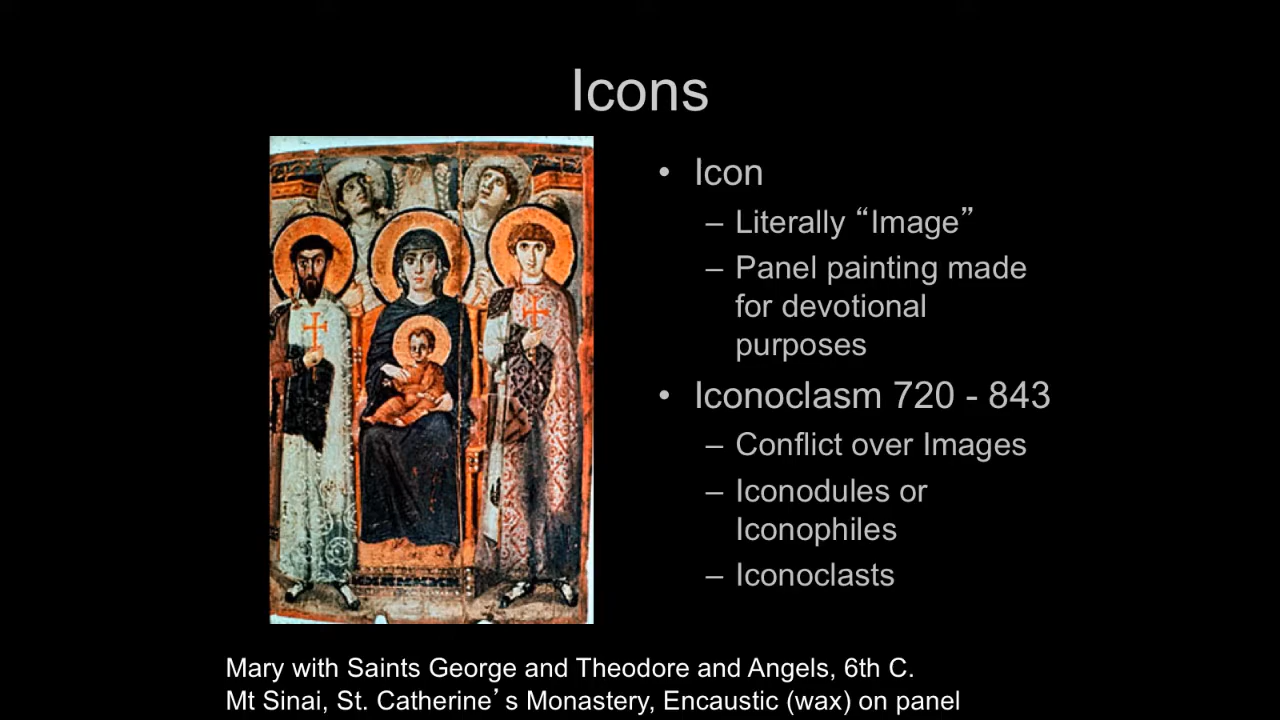 Icons
• Icon
– Literally “Image”
– Panel painting made
for devotional
purposes
• Iconoclasm 720 - 843
– Conflict over Images
– Iconodules or
Iconophiles
– Iconoclasts
Mary with Saints George and Theodore and Angels, 6th C.
Mt Sinai, St. Catherine’s Monastery, Encaustic (wax) on panel